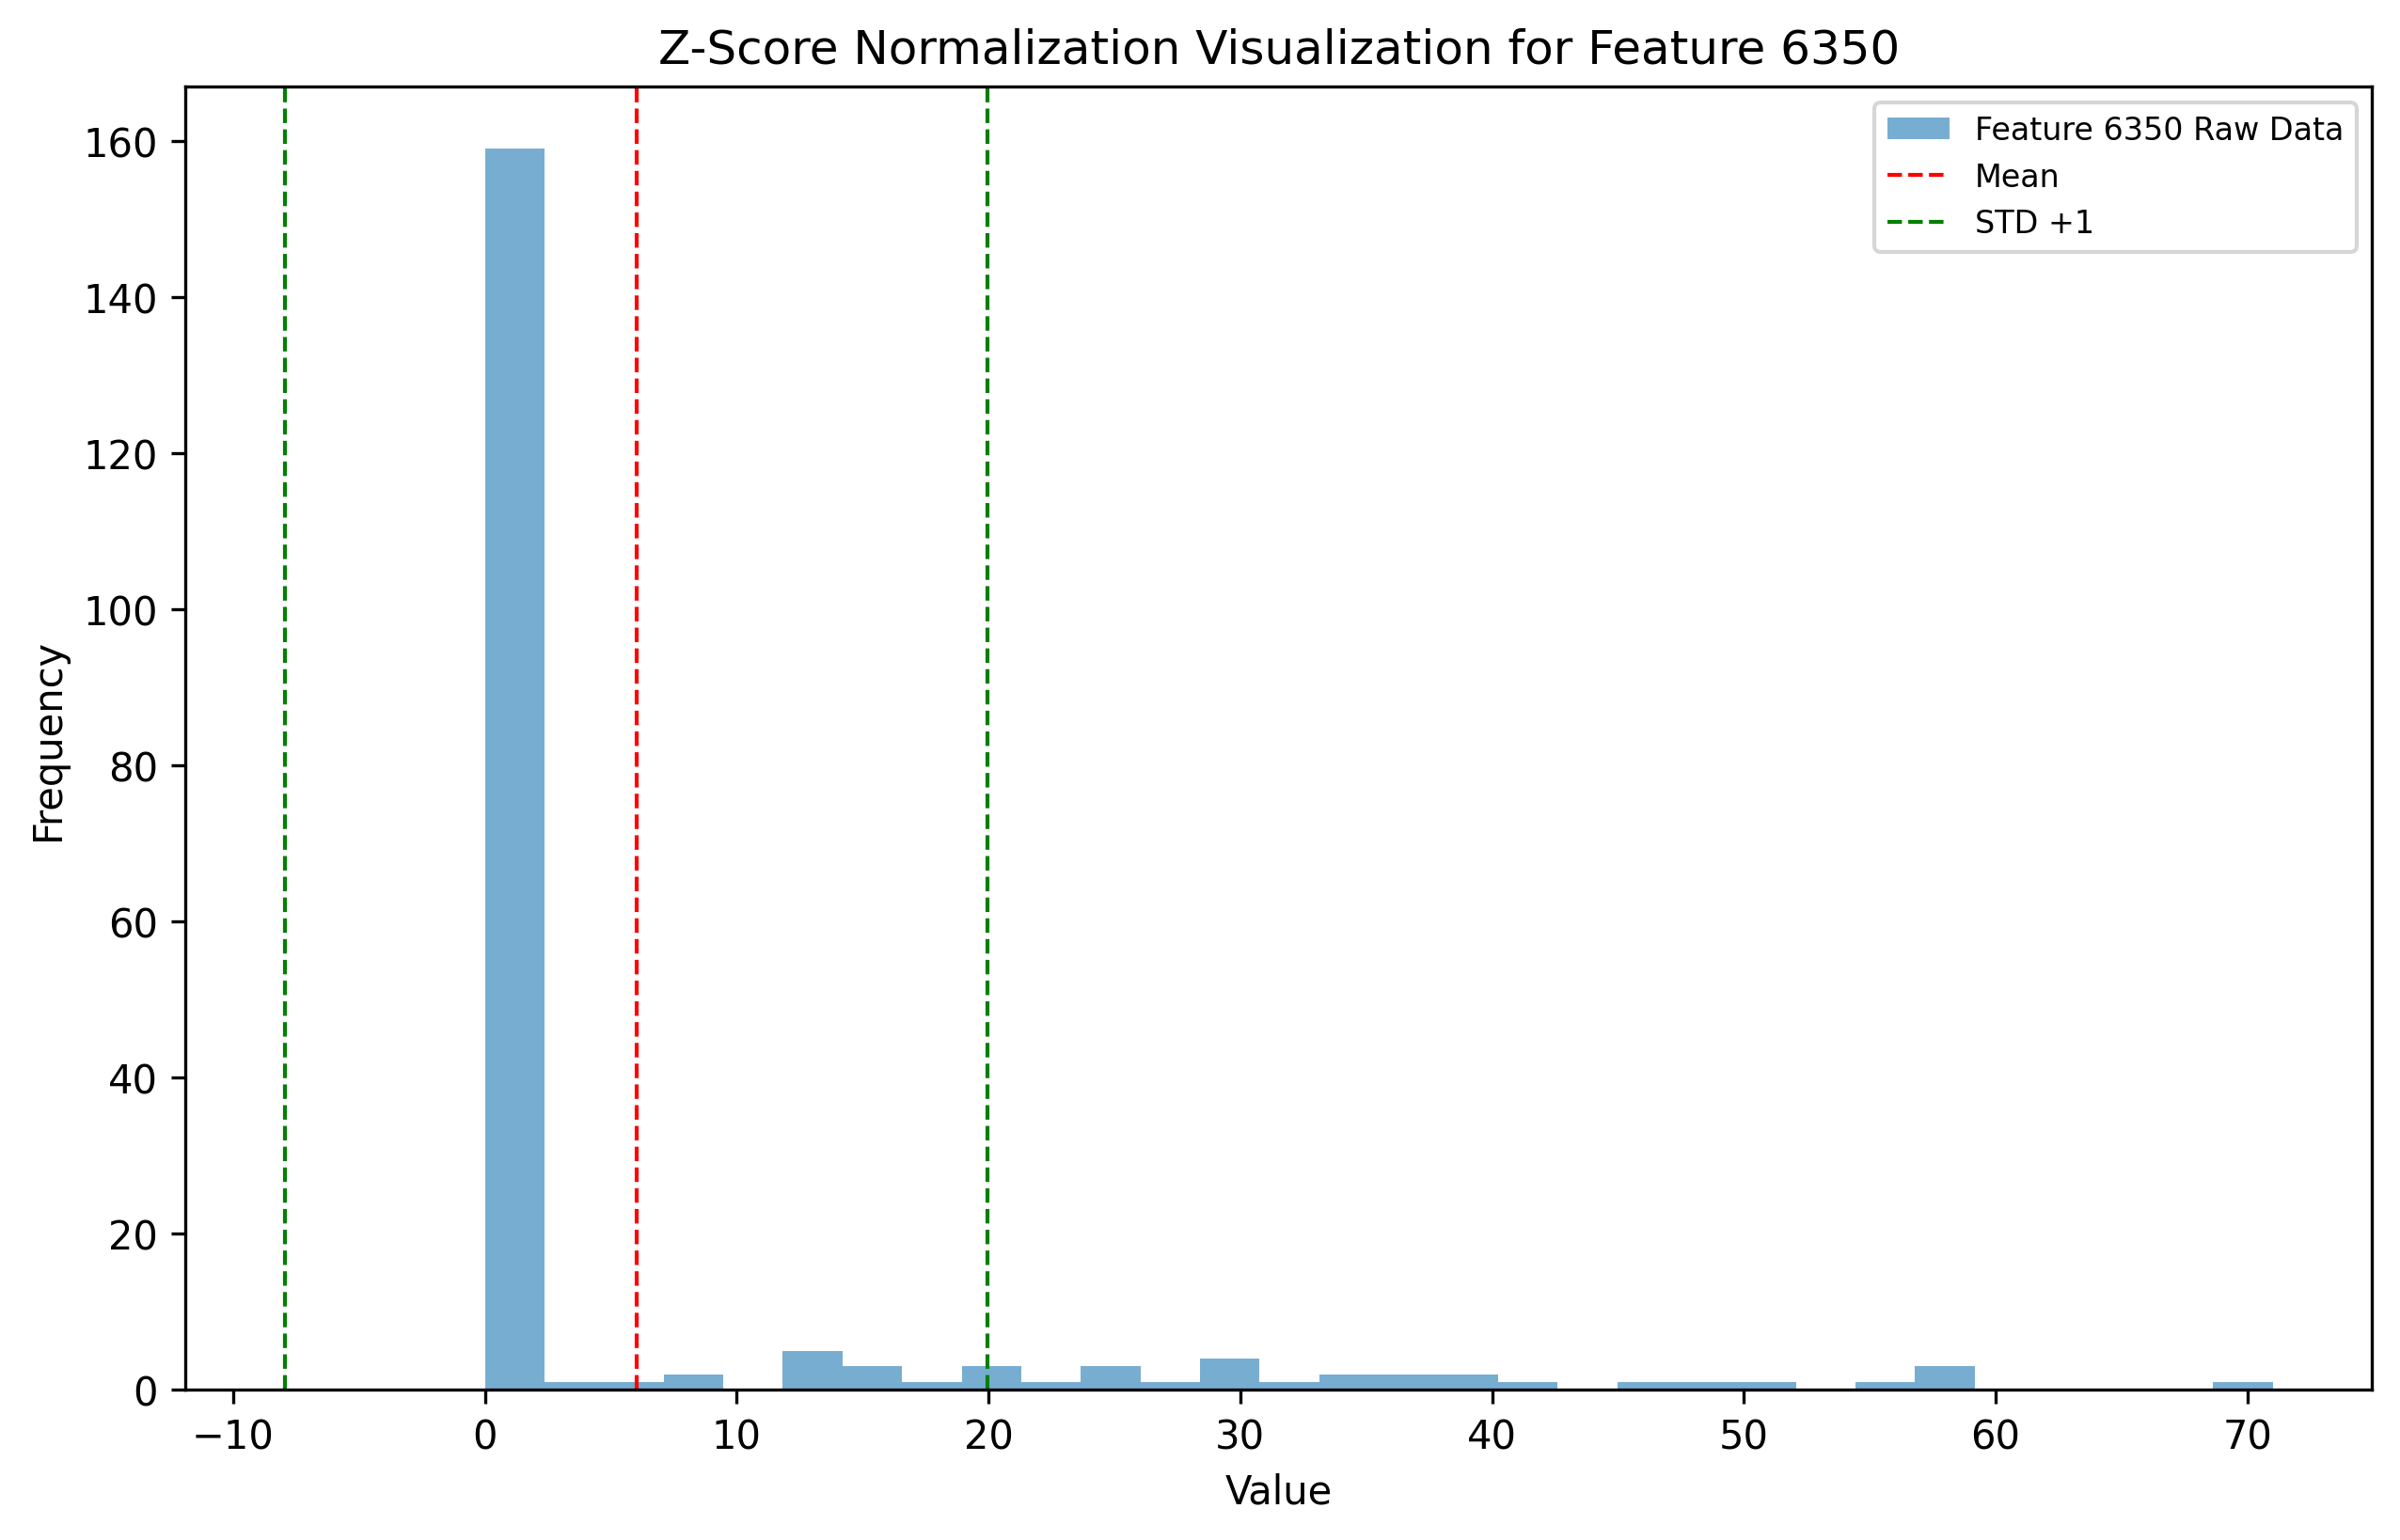 Z-Score Normalization Visualization for Feature 6350
Feature 6350 Raw Data
Mean
STD +1
Frequency
160
140
120
100
80
60
40
20
0
−10 0 10 20 30 40 50 60 70
Value